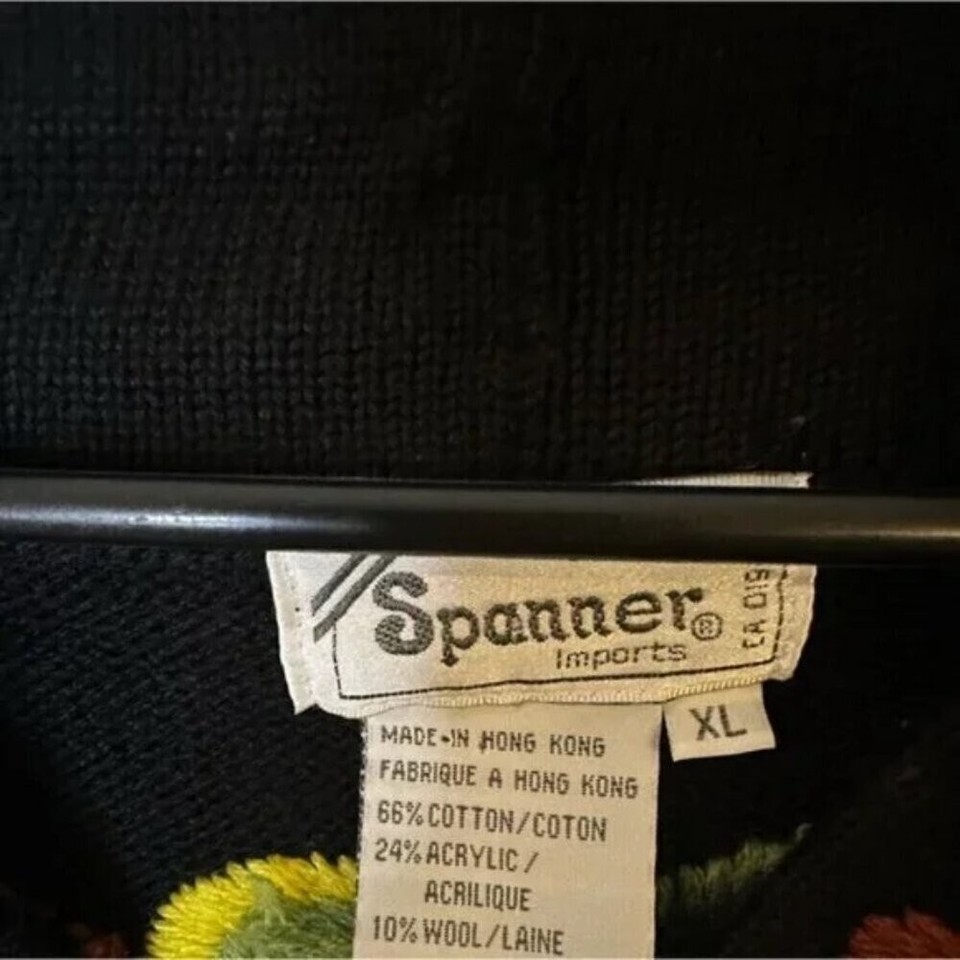 Spanner®
Imports
CA 019
XL
MADE-IN HONG KONG
FABRIQUE A HONG KONG
66% COTTON/COTON
24% ACRYLIC/
ACRILIQUE
10% WOOL/LAINE